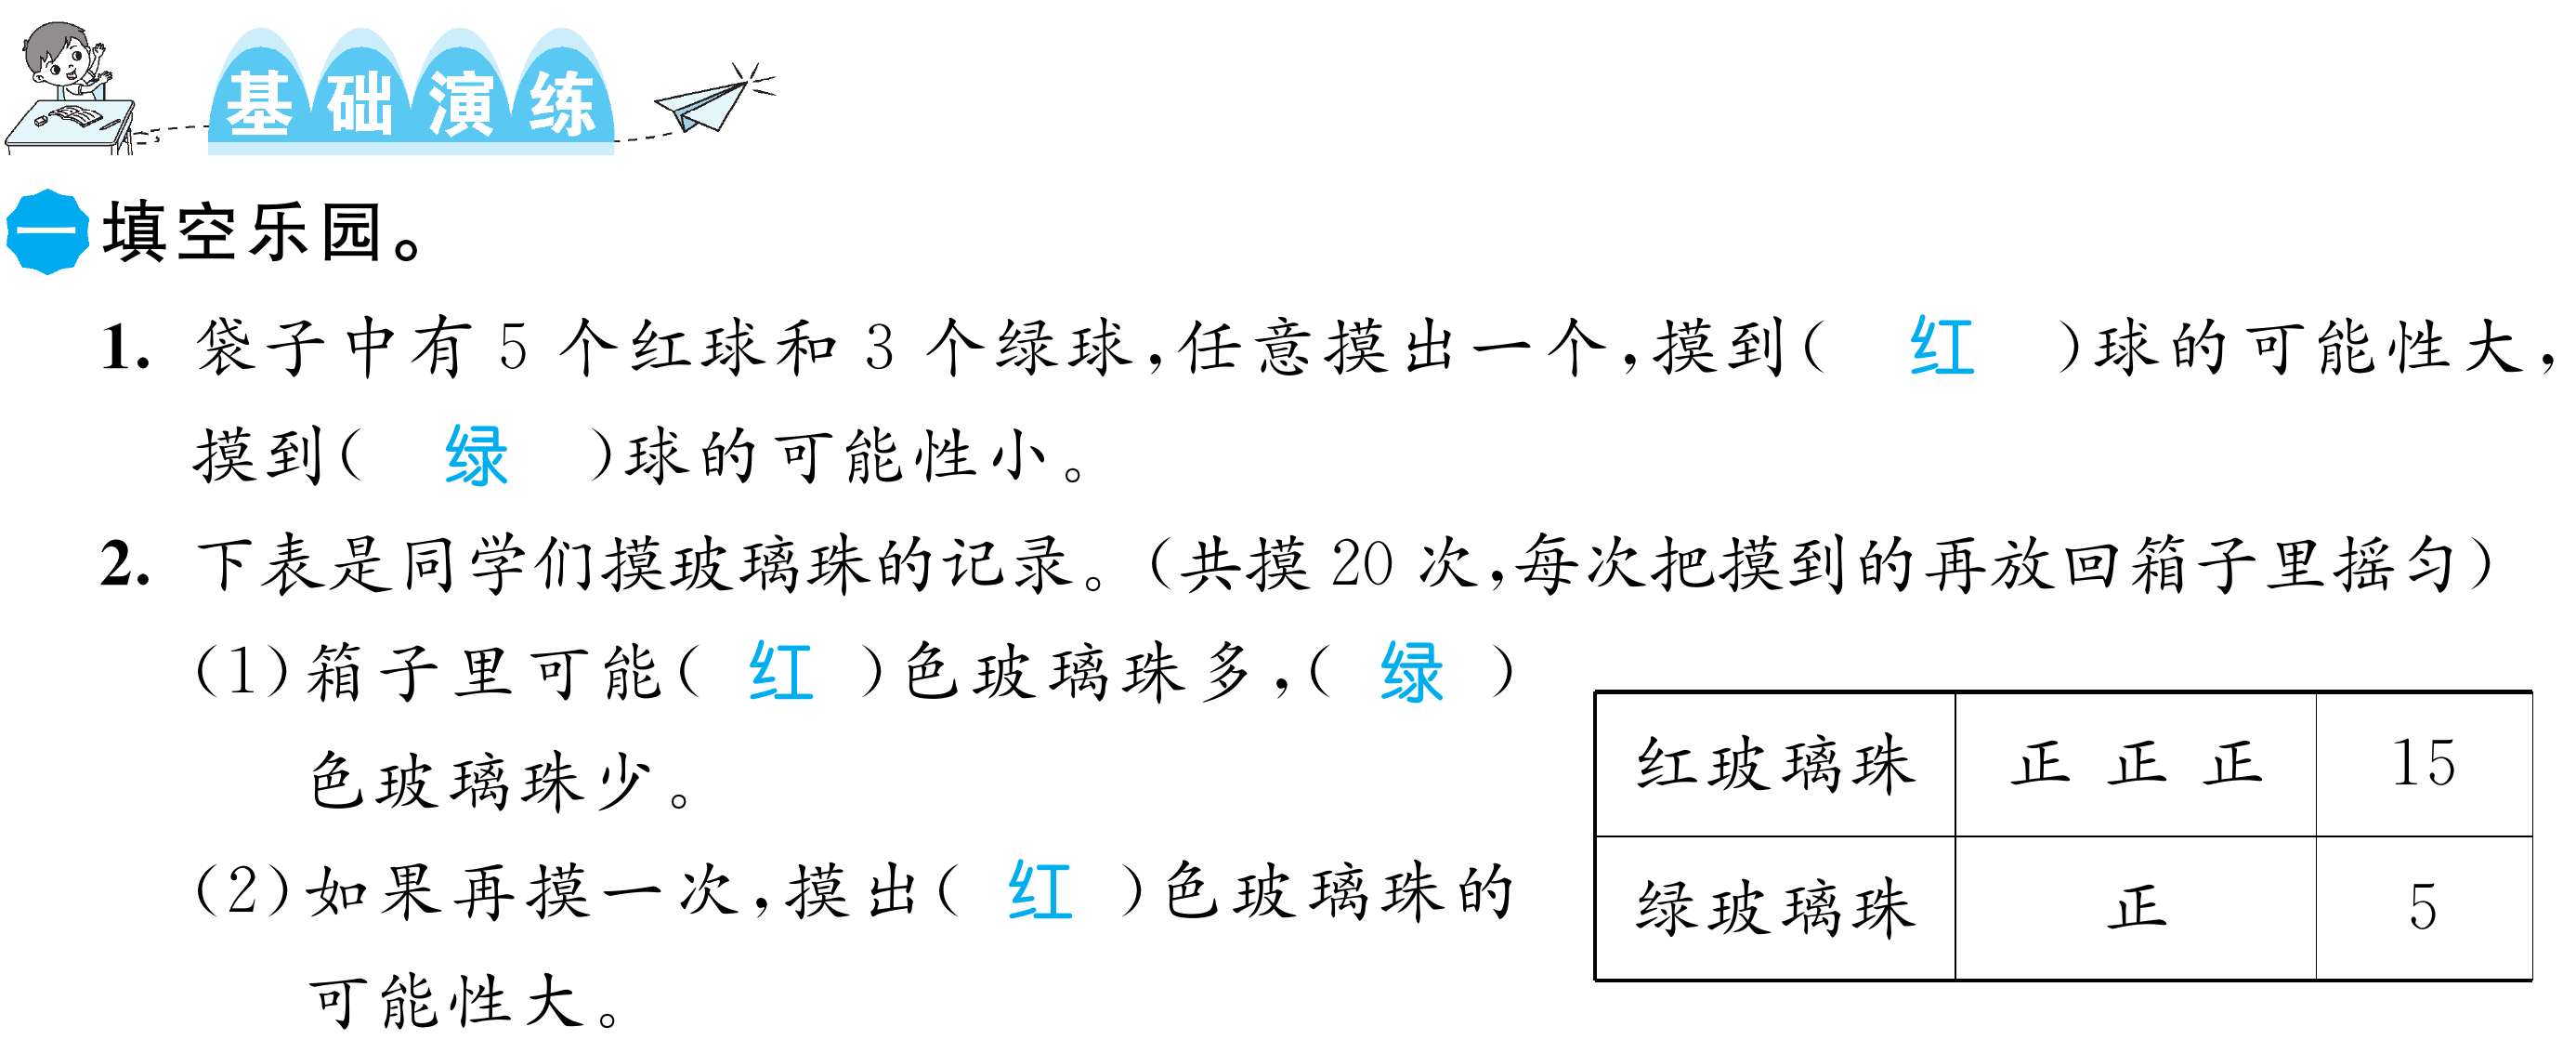 基础演练
一 填空乐园。
1. 袋子中有 5 个红球和 3 个绿球,任意摸出一个,摸到( 红 )球的可能性大,
摸到( 绿 )球的可能性小。
2. 下表是同学们摸玻璃珠的记录。(共摸 20 次,每次把摸到的再放回箱子里摇匀)
(1)箱子里可能( 红 )色玻璃珠多,( 绿 )
色玻璃珠少。
(2)如果再摸一次,摸出( 红 )色玻璃珠的
可能性大。
红玻璃珠 正 正 正 15
绿玻璃珠 正 5